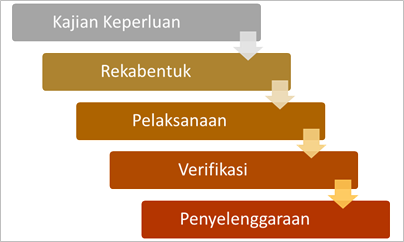 Kajian Keperluan
Rekabentuk
Pelaksanaan
Verifikasi
Penyelenggaraan